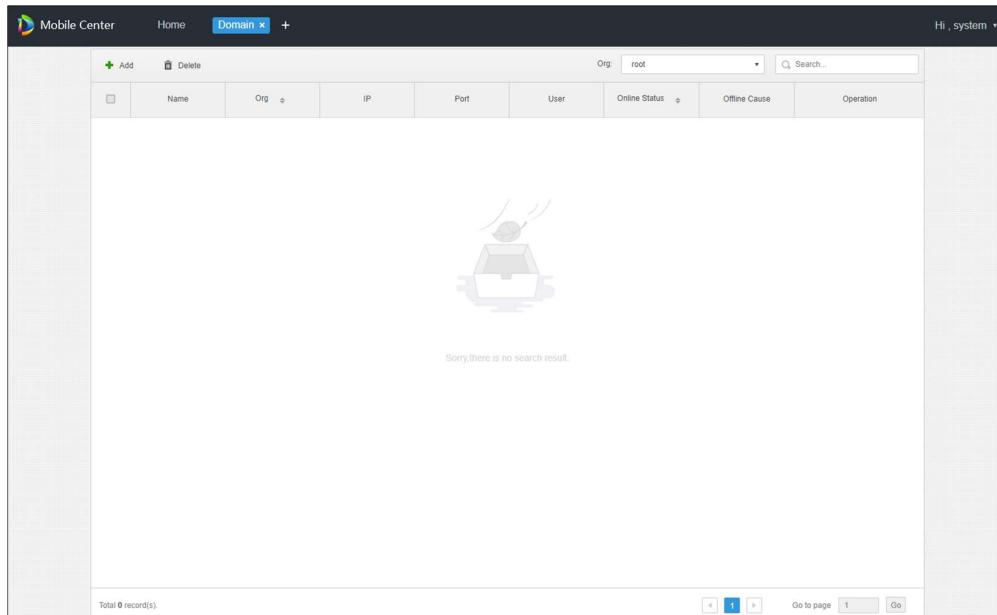 Mobile Center Home Domain × + Hi , system
Add Delete Org: root Search...
Name Org IP Port User Online Status Offline Cause Operation
Sorry,there is no search result.
Total 0 record(s). 1 Go to page 1 Go